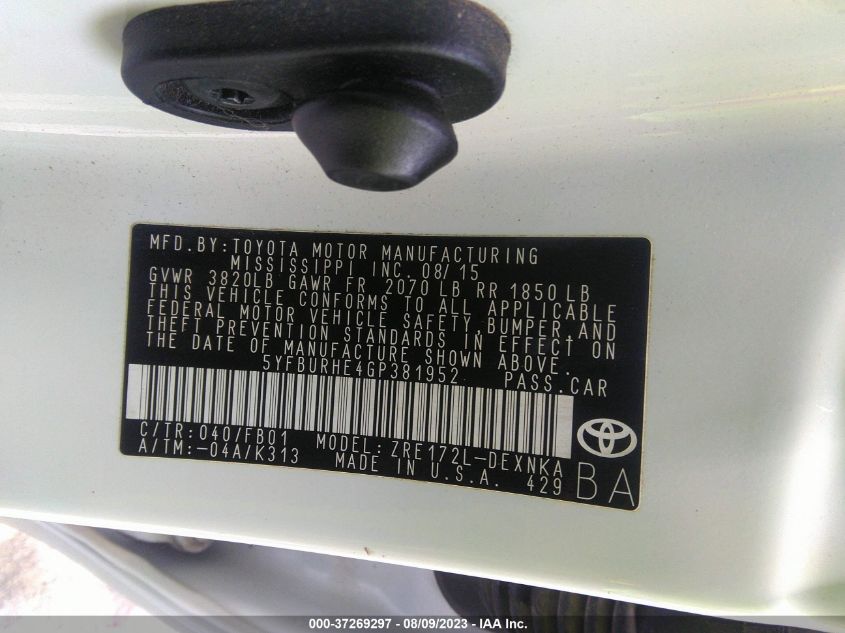 MFD.BY:TOYOTA MOTOR MANUFACTURING
MISSISSIPPI INC. 08/15
GVWR 3820LB GAWR FR 2070 LB RR 1850 LB
THIS VEHICLE CONFORMS TO ALL APPLICABLE
FEDERAL MOTOR VEHICLE SAFETY,BUMPER,AND
THEFT PREVENTION STANDARDS IN EFFECT ON
THE DATE OF MANUFACTURE SHOWN ABOVE.
5YFBURHE4GP381952 PASS.CAR
C/TR:040/FB01 MODEL:ZRE172L-DEXNKA
A/TM:-04A/K313 MADE IN U.S.A. 429
BA
000-37269297 - 08/09/2023 - IAA Inc.